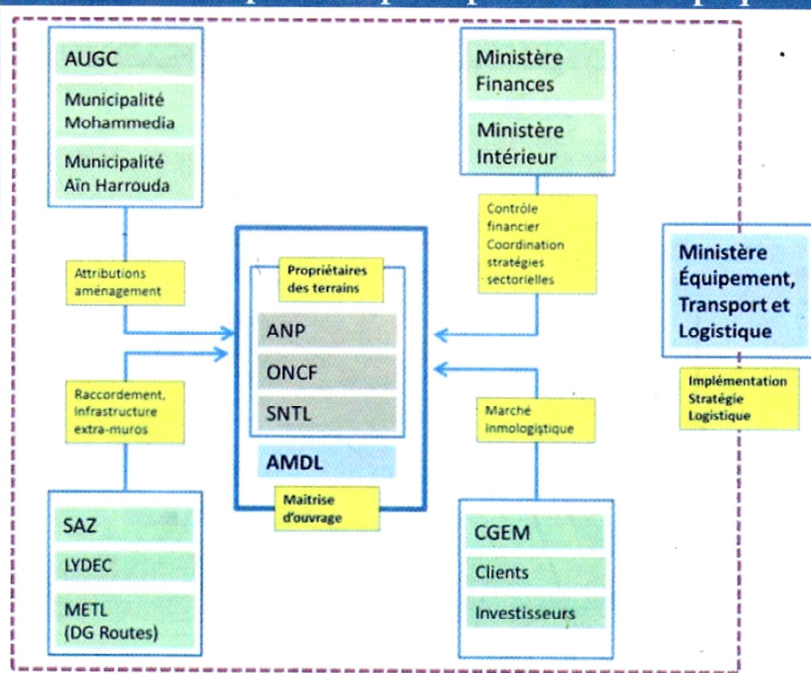 AUGC
Municipalité
Mohammedia
Municipalité
Aïn Harrouda
Attributions
aménagement
Raccordement,
Infrastructure
extra-muros
SAZ
LYDEC
METL
(DG Routes)
Propriétaires
des terrains
ANP
ONCF
SNTL
AMDL
Maitrise
d'ouvrage
Ministère
Finances
Ministère
Intérieur
Contrôle
financier
Coordination
stratégies
sectorielles
Marché
Inmologistique
CGEM
Clients
Investisseurs
Ministère
Équipement,
Transport et
Logistique
Implémentation
Stratégie
Logistique